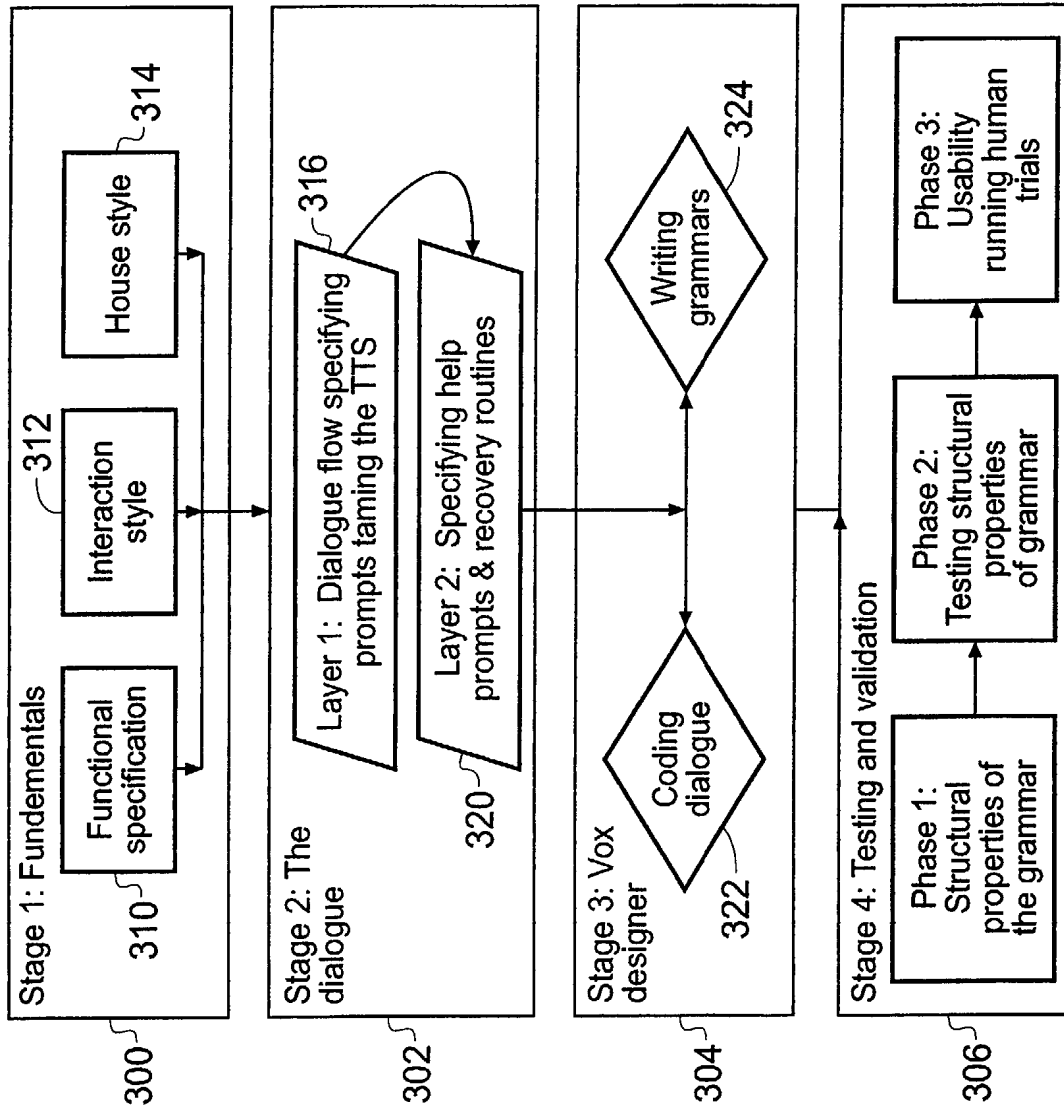 Stage 1: Fundementals
300
Functional
specification
310
Interaction
style
312
House style
314
Stage 2: The
dialogue
302
Layer 1: Dialogue flow specifying
prompts taming the TTS
316
Layer 2: Specifying help
prompts & recovery routines
320
Stage 3: Vox
designer
304
Coding
dialogue
322
Writing
grammars
324
Stage 4: Testing and validation
306
Phase 1:
Structural
properties of
the grammar
Phase 2:
Testing structural
properties
of grammar
Phase 3:
Usability
running human
trials